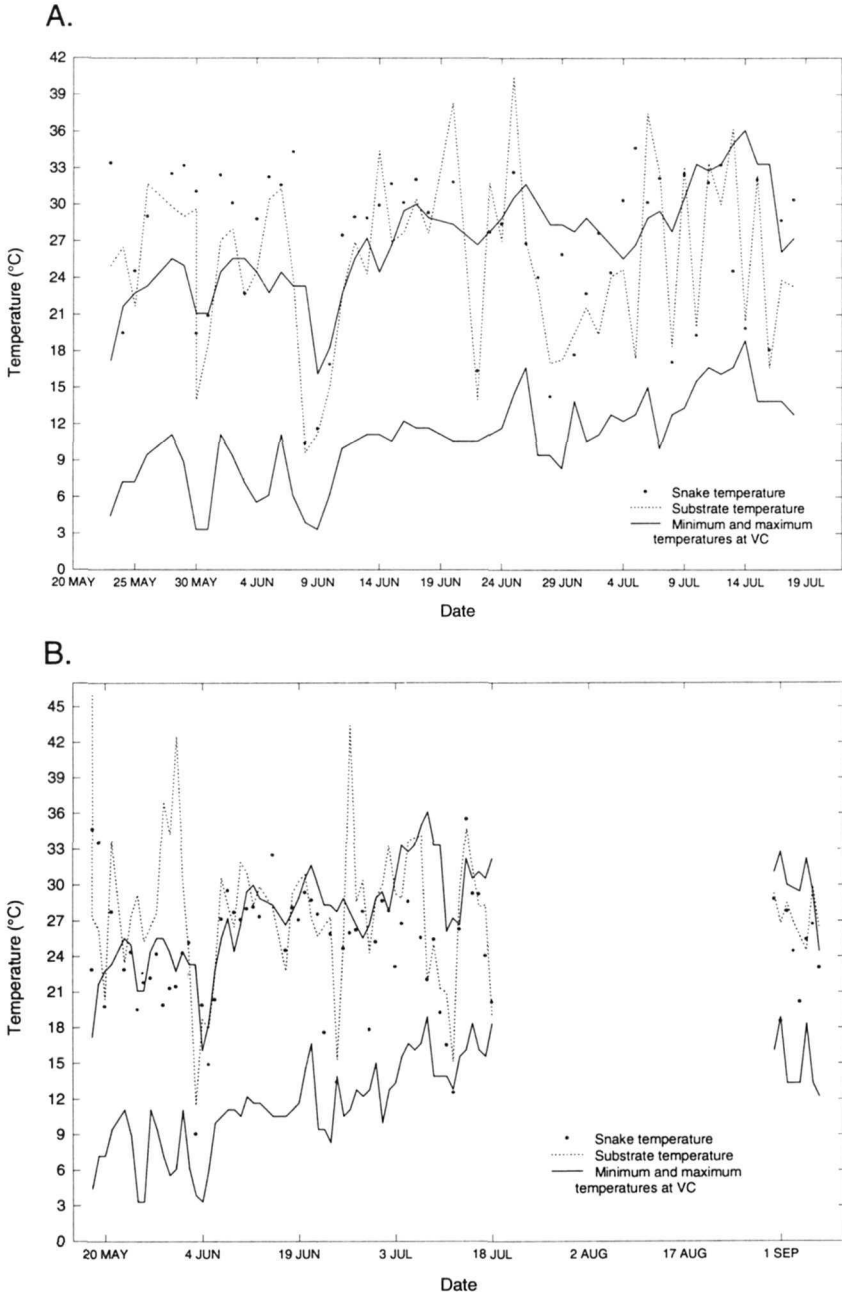 A.
42
39
36
33
30
27
24
21
18
15
12
9
6
3
0
Temperature (°C)
20 MAY 25 MAY 30 MAY 4 JUN 9 JUN 14 JUN 19 JUN 24 JUN 29 JUN 4 JUL 9 JUL 14 JUL 19 JUL
Date
Snake temperature
Substrate temperature
Minimum and maximum
temperatures at VC
B.
45
42
39
36
33
30
27
24
21
18
15
12
9
6
3
0
Temperature (°C)
20 MAY 4 JUN 19 JUN 3 JUL 18 JUL 2 AUG 17 AUG 1 SEP
Date
Snake temperature
Substrate temperature
Minimum and maximum
temperatures at VC